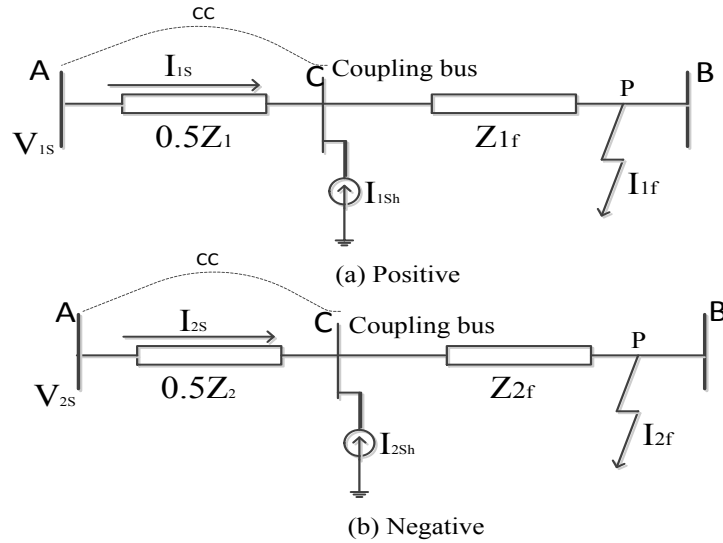 cc
A I₁S C Coupling bus P B
V₁S 0.5Z₁ Z₁f I₁f
I₁Sh
(a) Positive
cc
A I₂S C Coupling bus P B
V₂S 0.5Z₂ Z₂f I₂f
I₂Sh
(b) Negative